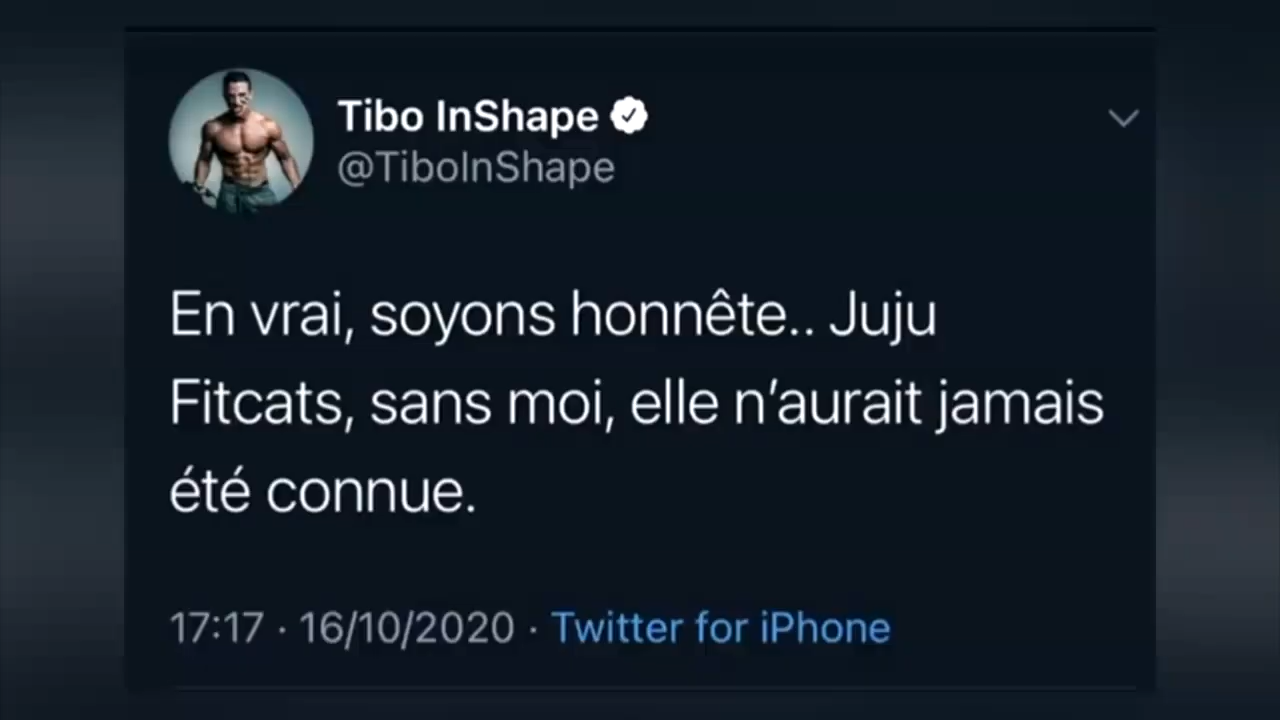 Tibo InShape
@TiboInShape
En vrai, soyons honnête.. Juju
Fitcats, sans moi, elle n’aurait jamais
été connue.
17:17 · 16/10/2020 · Twitter for iPhone